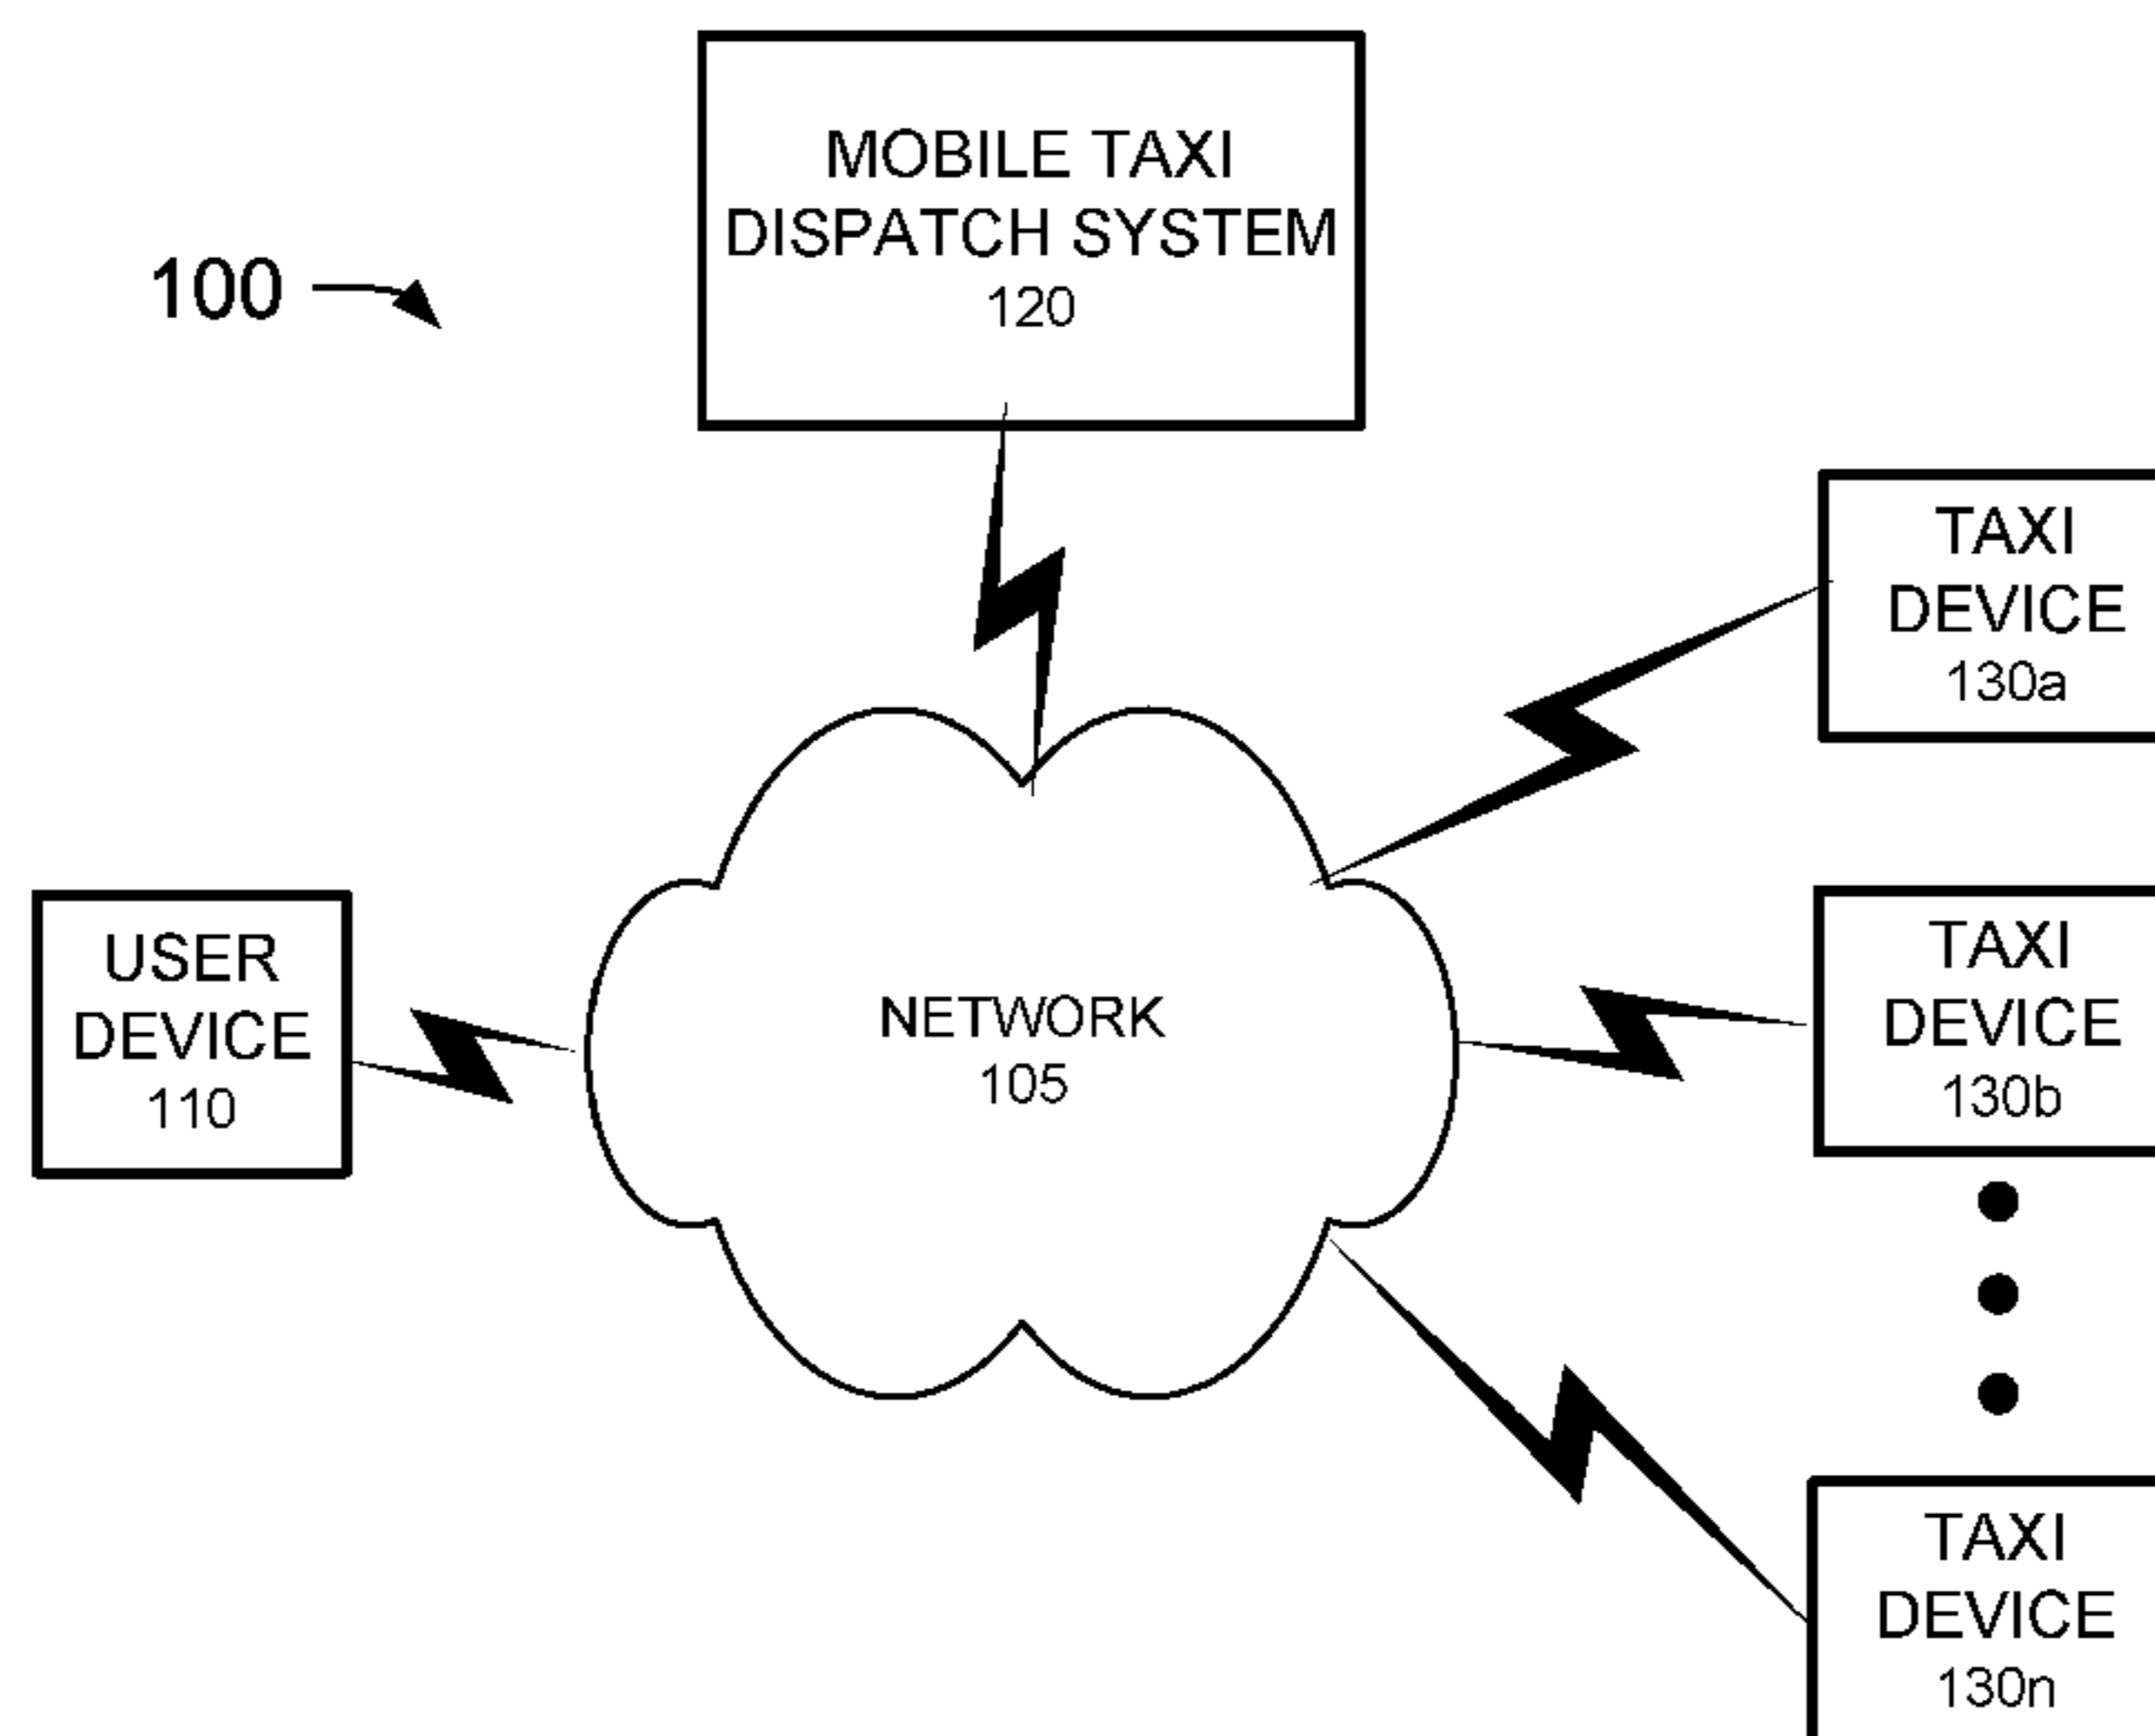 MOBILE TAXI
DISPATCH SYSTEM
120
100
TAXI
DEVICE
130a
USER
DEVICE
110
NETWORK
105
TAXI
DEVICE
130b
TAXI
DEVICE
130n